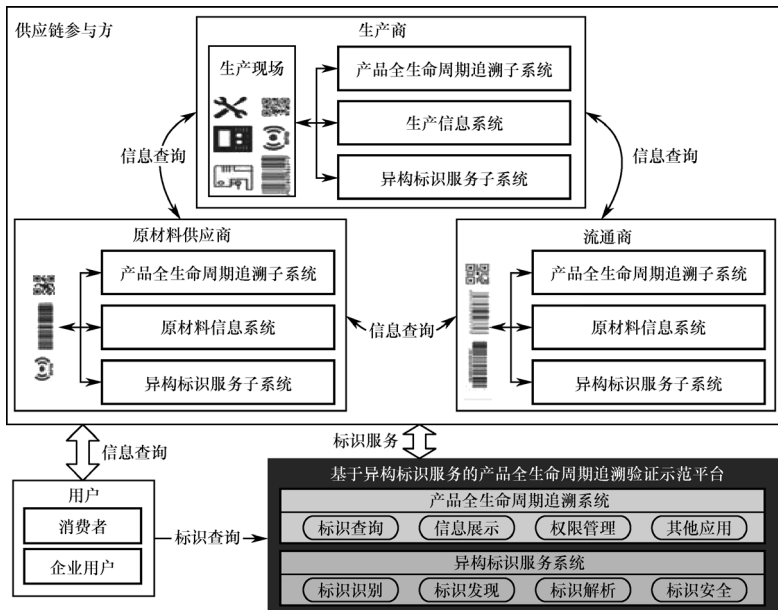 供应链参与方
生产商
生产现场
产品全生命周期追溯子系统
生产信息系统
异构标识服务子系统
信息查询
信息查询
原材料供应商
产品全生命周期追溯子系统
原材料信息系统
异构标识服务子系统
信息查询
流通商
产品全生命周期追溯子系统
原材料信息系统
异构标识服务子系统
信息查询
标识服务
用户
消费者
企业用户
标识查询
基于异构标识服务的产品全生命周期追溯验证示范平台
产品全生命周期追溯系统
标识查询 信息展示 权限管理 其他应用
异构标识服务系统
标识识别 标识发现 标识解析 标识安全